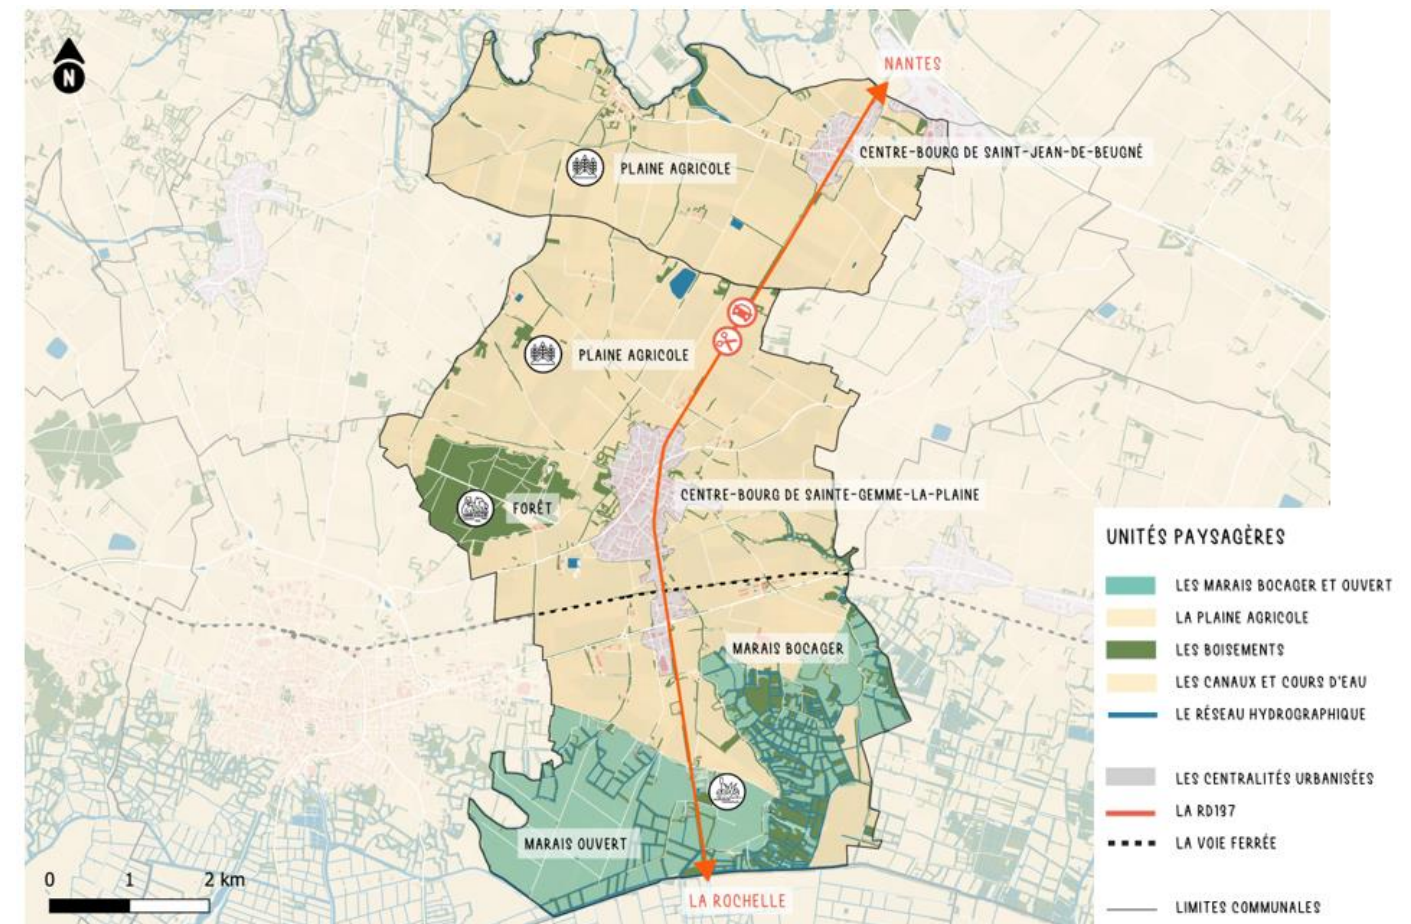 N
NANTES
CENTRE-BOURG DE SAINT-JEAN-DE-BEUGNÉ
PLAINE AGRICOLE
PLAINE AGRICOLE
CENTRE-BOURG DE SAINTE-GEMME-LA-PLAINE
FORÊT
MARAIS BOCAGER
MARAIS OUVERT
LA ROCHELLE
0 1 2 km
UNITÉS PAYSAGÈRES
LES MARAIS BOCAGER ET OUVERT
LA PLAINE AGRICOLE
LES BOISEMENTS
LES CANAUX ET COURS D'EAU
LE RÉSEAU HYDROGRAPHIQUE
LES CENTRALITÉS URBANISÉES
LA RD137
LA VOIE FERRÉE
LIMITES COMMUNALES